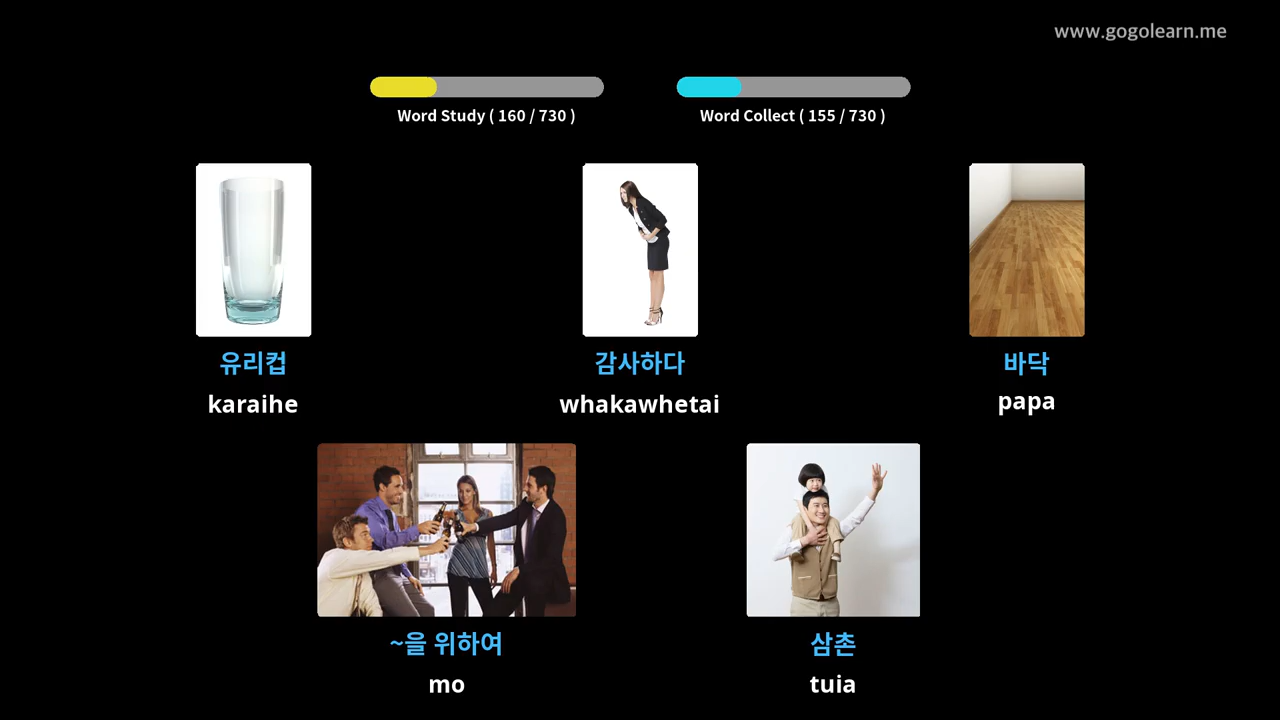 www.gogolearn.me
Word Study ( 160 / 730 )
Word Collect ( 155 / 730 )
유리컵
karaihe
감사하다
whakawhetai
바닥
papa
~을 위하여
mo
삼촌
tuia